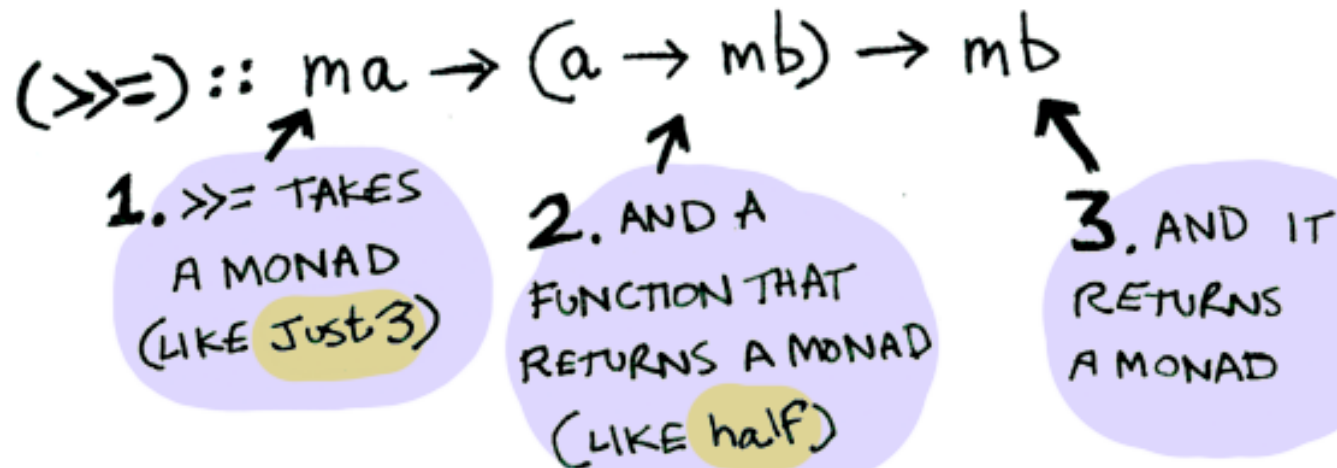 (>>=) :: ma → (a → mb) → mb
1. >>= TAKES
A MONAD
(LIKE Just 3)
2. AND A
FUNCTION THAT
RETURNS A MONAD
(LIKE half)
3. AND IT
RETURNS
A MONAD